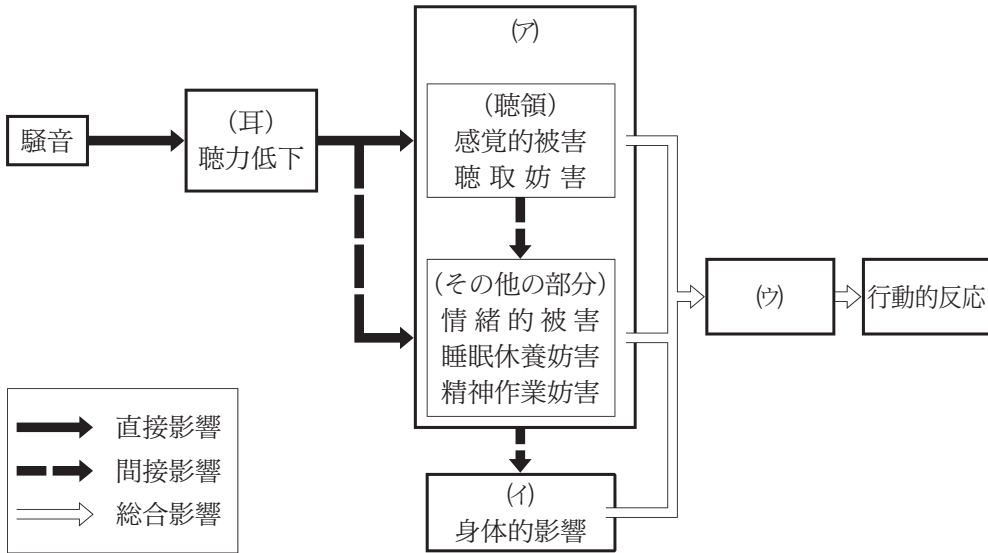 騒音
(耳)
聴力低下
㈦
(聴領)
感覚的被害
聴取妨害
(その他の部分)
情緒的被害
睡眠休養妨害
精神作業妨害
(イ)
身体的影響
(ウ)
行動的反応
直接影響
間接影響
総合影響